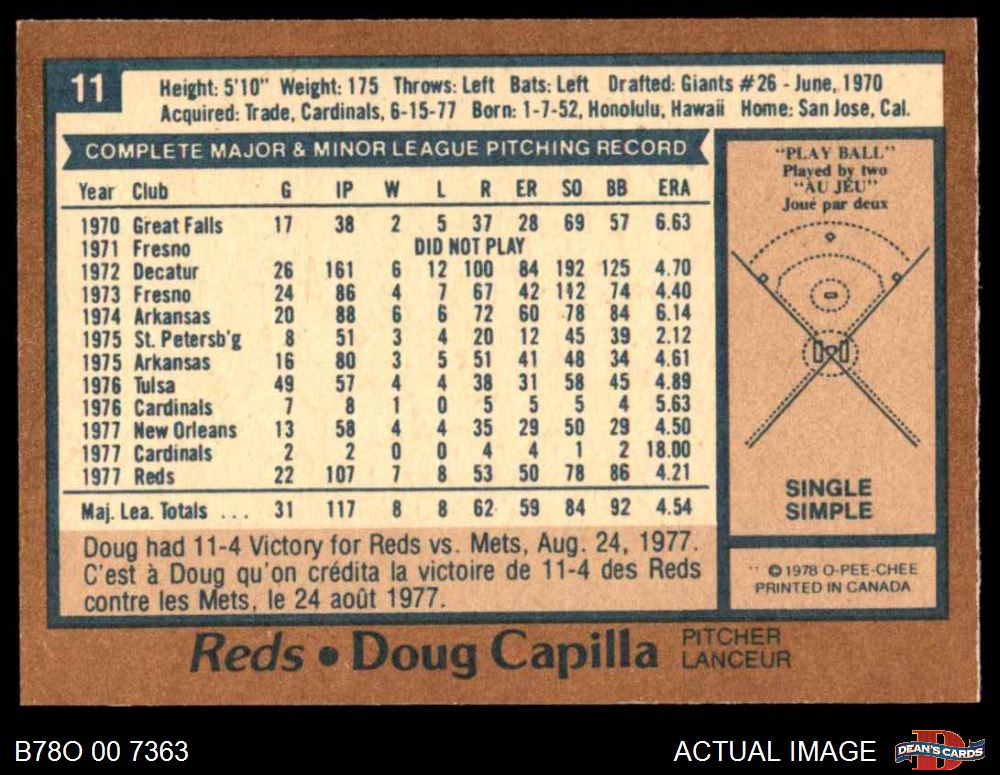 11
Height: 5'10" Weight: 175 Throws: Left Bats: Left Drafted: Giants #26 - June, 1970
Acquired: Trade, Cardinals, 6-15-77 Born: 1-7-52, Honolulu, Hawaii Home: San Jose, Cal.
COMPLETE MAJOR & MINOR LEAGUE PITCHING RECORD
Year Club G IP W L R ER SO BB ERA
1970 Great Falls 17 38 2 5 37 28 69 57 6.63
1971 Fresno DID NOT PLAY
1972 Decatur 26 161 6 12 100 84 192 125 4.70
1973 Fresno 24 86 4 7 67 42 112 74 4.40
1974 Arkansas 20 88 6 6 72 60 78 84 6.14
1975 St. Petersb'g 8 51 3 4 20 12 45 39 2.12
1975 Arkansas 16 80 3 5 51 41 48 34 4.61
1976 Tulsa 49 57 4 4 38 31 58 45 4.89
1976 Cardinals 7 8 1 0 5 5 5 4 5.63
1977 New Orleans 13 58 4 4 35 29 50 29 4.50
1977 Cardinals 2 2 0 0 4 4 1 2 18.00
1977 Reds 22 107 7 8 53 50 78 86 4.21
Maj. Lea. Totals ... 31 117 8 8 62 59 84 92 4.54
Doug had 11-4 Victory for Reds vs. Mets, Aug. 24, 1977.
C'est à Doug qu'on crédita la victoire de 11-4 des Reds
contre les Mets, le 24 août 1977.
"PLAY BALL"
Played by two
"AU JEU"
Joué par deux
SINGLE
SIMPLE
©1978 O-PEE-CHEE
PRINTED IN CANADA
Reds • Doug Capilla PITCHER
LANCEUR
B78O 00 7363
ACTUAL IMAGE
DEAN'S CARDS